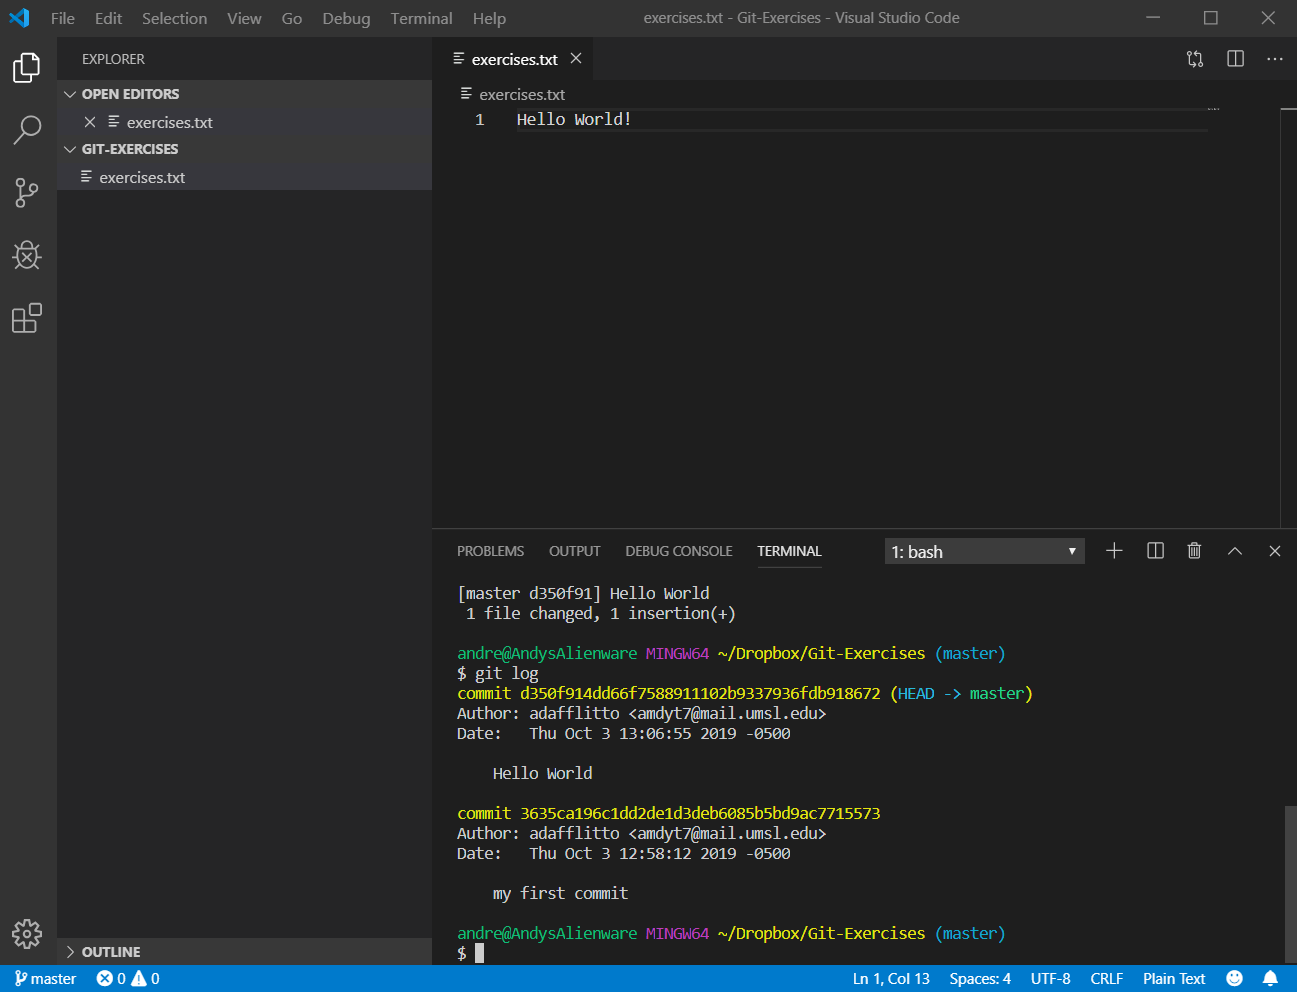 File Edit Selection View Go Debug Terminal Help exercises.txt - Git-Exercises - Visual Studio Code
EXPLORER
OPEN EDITORS
exercises.txt
GIT-EXERCISES
exercises.txt
exercises.txt
exercises.txt
1 Hello World!
PROBLEMS OUTPUT DEBUG CONSOLE TERMINAL 1: bash
[master d350f91] Hello World
1 file changed, 1 insertion(+)
andre@AndysAlienware MINGW64 ~/Dropbox/Git-Exercises (master)
$ git log
commit d350f914dd66f7588911102b9337936fdb918672 (HEAD -> master)
Author: adafflitto <amdyt7@mail.umsl.edu>
Date:   Thu Oct 3 13:06:55 2019 -0500
Hello World
commit 3635ca196c1dd2de1d3deb6085b5bd9ac7715573
Author: adafflitto <amdyt7@mail.umsl.edu>
Date:   Thu Oct 3 12:58:12 2019 -0500
my first commit
andre@AndysAlienware MINGW64 ~/Dropbox/Git-Exercises (master)
$
OUTLINE
master 0 0 Ln 1, Col 13 Spaces: 4 UTF-8 CRLF Plain Text